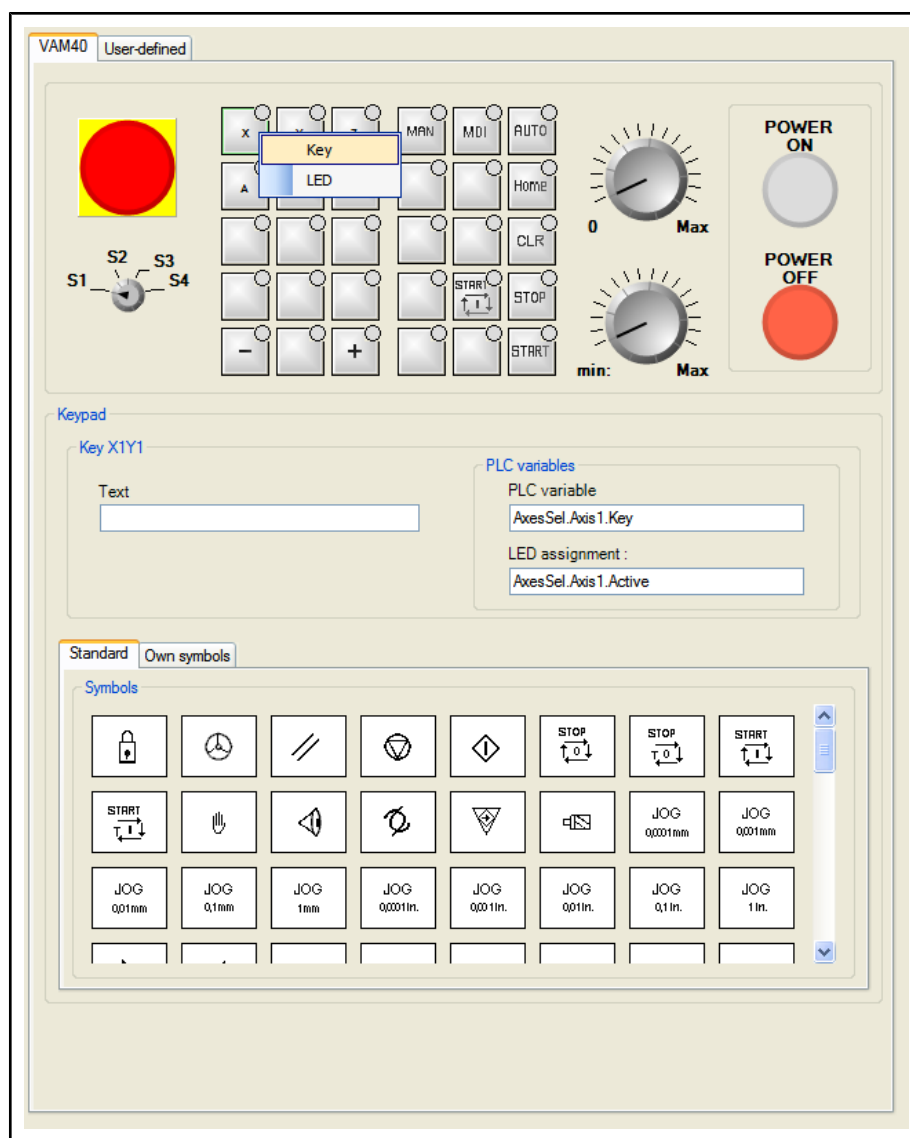 VAM40 User-defined
X MAN MDI AUTO
Key
LED
A Home
CLR
START STOP
- + START
S1 S2 S3 S4
0 Max
min: Max
POWER
ON
POWER
OFF
Keypad
Key X1Y1
Text
PLC variables
PLC variable
AxesSel.Axis1.Key
LED assignment :
AxesSel.Axis1.Active
Standard Own symbols
Symbols
STOP STOP START
0 T 0 I
START JOG JOG
T I 0,0001mm 0,001mm
JOG JOG JOG JOG JOG JOG JOG JOG
0,01mm 0,1mm 1mm 0,0001in. 0,001in. 0,01in. 0,1in. 1in.